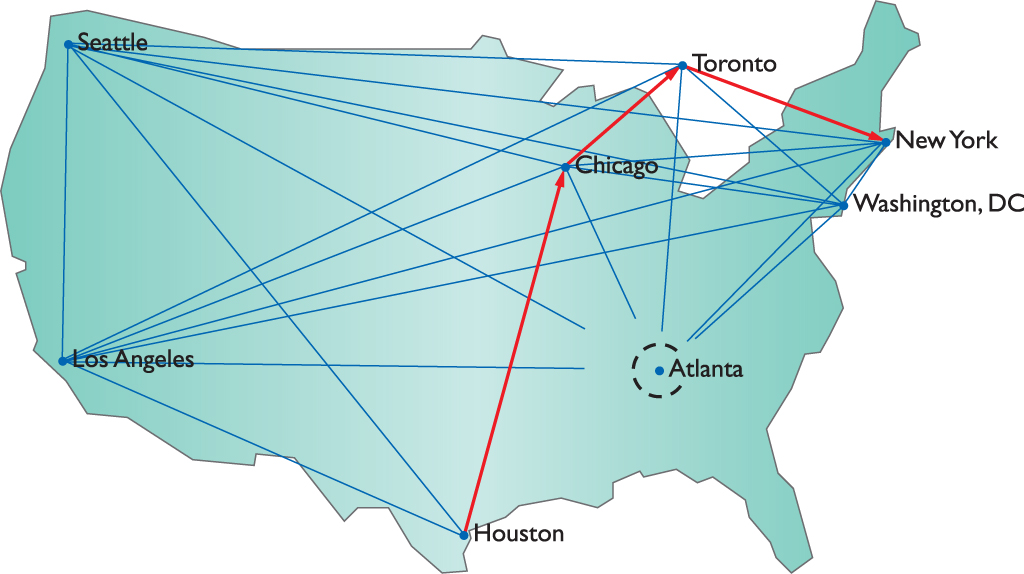 Seattle
Toronto
New York
Chicago
Washington, DC
Los Angeles
Atlanta
Houston